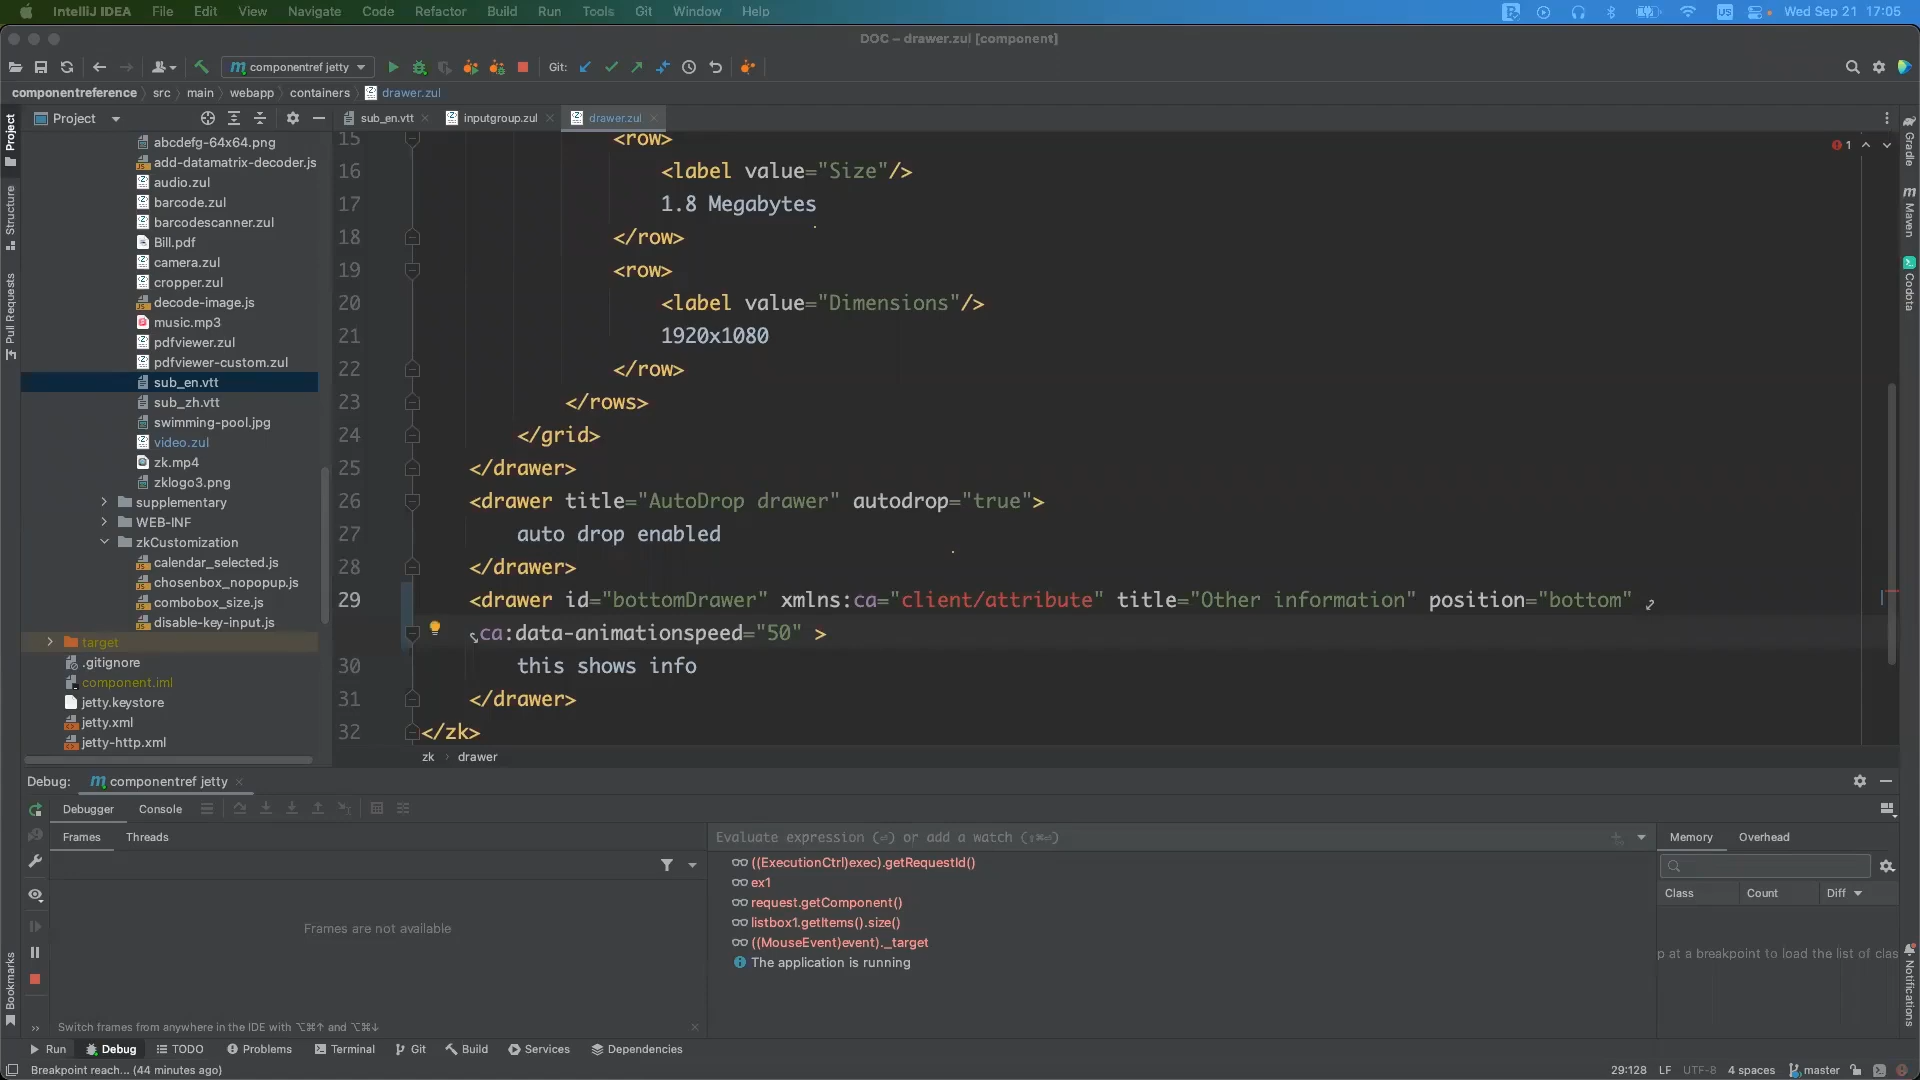 IntelliJ IDEA File Edit View Navigate Code Refactor Build Run Tools Git Window Help US Wed Sep 21 17:05
DOC – drawer.zul [component]
componentref jetty Git:
componentreference src main webapp containers drawer.zul
Project sub_en.vtt inputgroup.zul drawer.zul
abcdefg-64x64.png
add-datamatrix-decoder.js
audio.zul
barcode.zul
barcodescanner.zul
Bill.pdf
camera.zul
cropper.zul
decode-image.js
music.mp3
pdfviewer.zul
pdfviewer-custom.zul
sub_en.vtt
sub_zh.vtt
swimming-pool.jpg
video.zul
zk.mp4
zklogo3.png
supplementary
WEB-INF
zkCustomization
calendar_selected.js
chosenbox_nopopup.js
combobox_size.js
disable-key-input.js
target
.gitignore
component.iml
jetty.keystore
jetty.xml
jetty-http.xml
15 <row>
16 <label value="Size"/>
17 1.8 Megabytes
18 </row>
19 <row>
20 <label value="Dimensions"/>
21 1920x1080
22 </row>
23 </rows>
24 </grid>
25 </drawer>
26 <drawer title="AutoDrop drawer" autodrop="true">
27 auto drop enabled
28 </drawer>
29 <drawer id="bottomDrawer" xmlns:ca="client/attribute" title="Other information" position="bottom"
ca:data-animationspeed="50" >
30 this shows info
31 </drawer>
32 </zk>
1
zk drawer
Project
Structure
Pull Requests
Bookmarks
Gradle
Maven
Codota
Notifications
Debug: componentref jetty
Debugger Console
Frames Threads
Frames are not available
Switch frames from anywhere in the IDE with ⌥⌘↑ and ⌥⌘↓
Evaluate expression (⏎) or add a watch (⇧⌘⏎)
((ExecutionCtrl)exec).getRequestId()
ex1
request.getComponent()
listbox1.getItems().size()
((MouseEvent)event)._target
The application is running
Memory Overhead
Class Count Diff
p at a breakpoint to load the list of clas
Run Debug TODO Problems Terminal Git Build Services Dependencies
Breakpoint reach... (44 minutes ago) 29:128 LF UTF-8 4 spaces master